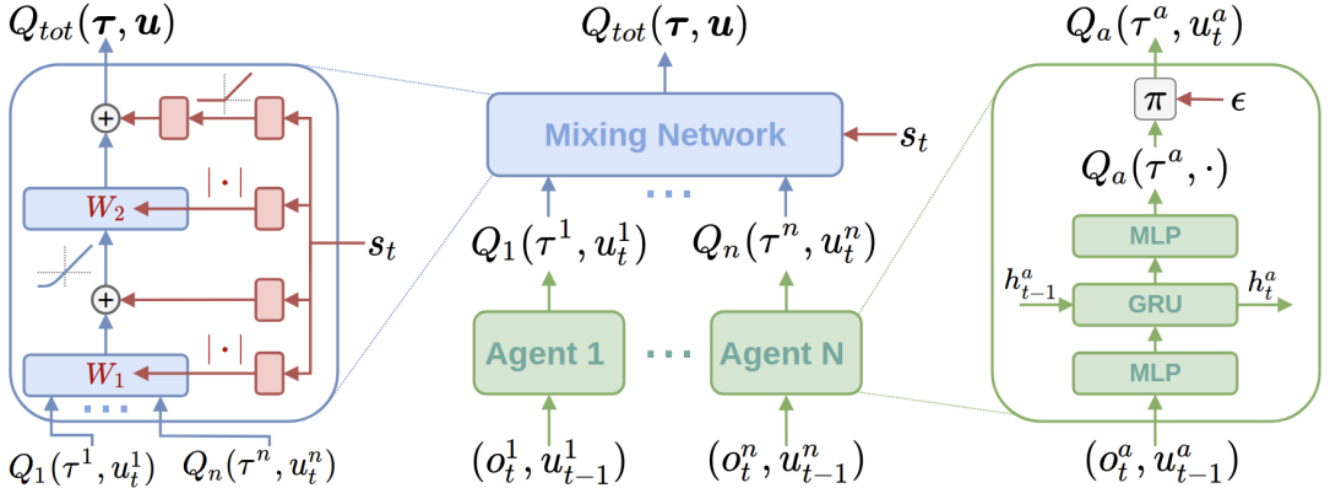 Q_{tot}(τ, u)
| · |
W_2
s_t
| · |
W_1
...
Q_1(τ^1, u_t^1) Q_n(τ^n, u_t^n)
Q_{tot}(τ, u)
Mixing Network
s_t
...
Q_1(τ^1, u_t^1) Q_n(τ^n, u_t^n)
Agent 1 ... Agent N
(o_t^1, u_{t-1}^1) (o_t^n, u_{t-1}^n)
Q_a(τ^a, u_t^a)
π ϵ
Q_a(τ^a, ·)
MLP
h_{t-1}^a GRU h_t^a
MLP
(o_t^a, u_{t-1}^a)